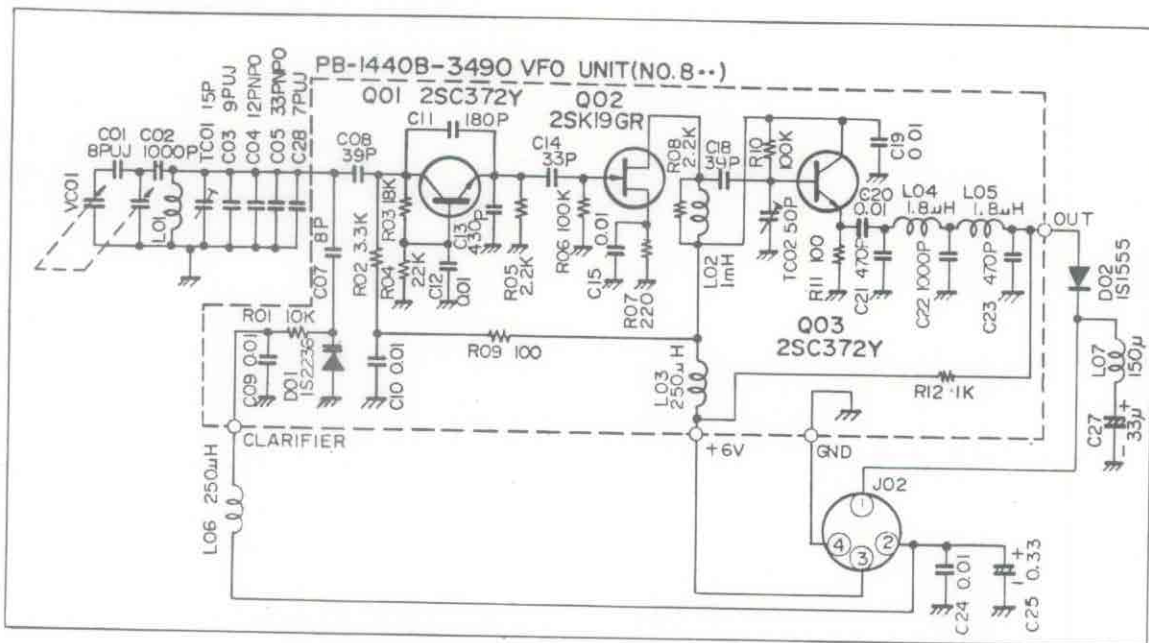 PB-1440B-3490 VFO UNIT(NO.8··)
Q01 2SC372Y
Q02
2SK19GR
C01
8PUJ
C02
1000P
TC01 15P
C03 9PUJ
C04 12PNPO
C05 33PNPO
C28 7PUJ
C08
39P
C11 180P
C14
33P
R08
2.2K
C18
39P
R10
100K
C19
0.01
VC01
L01
C07 8P
R02 3.3K
R03 18K
R04 22K
C12 .001
C13
430P
R05
2.2K
R06 100K
C15 0.01
R07
220
L02
1mH
TC02 50P
R11 100
C20
0.01
C21 470P
L04
1.8μH
C22 1000P
L05
1.8μH
C23 470P
OUT
D02
1S1555
Q03
2SC372Y
R01 10K
C09 0.01
D01
1S2236
C10 0.01
R09 100
L03
250μH
R12 1K
L07
150μ
C27
33μ
+
-
CLARIFIER
+6V
GND
L06 250μH
J02
1
4
2
3
C24 0.01
C25 0.33
+
-